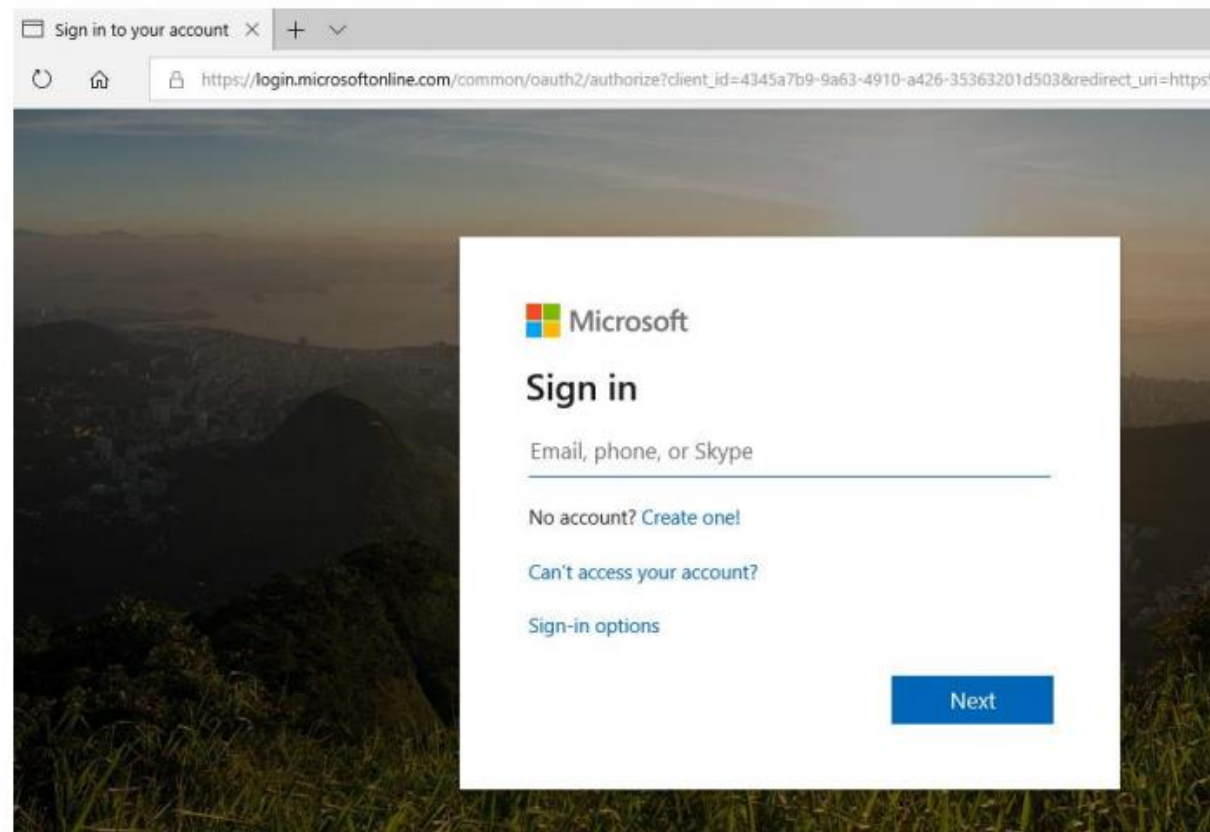 Sign in to your account
https://login.microsoftonline.com/common/oauth2/authorize?client_id=4345a7b9-9a63-4910-a426-35363201d503&redirect_uri=https
Microsoft
Sign in
Email, phone, or Skype
No account? Create one!
Can't access your account?
Sign-in options
Next